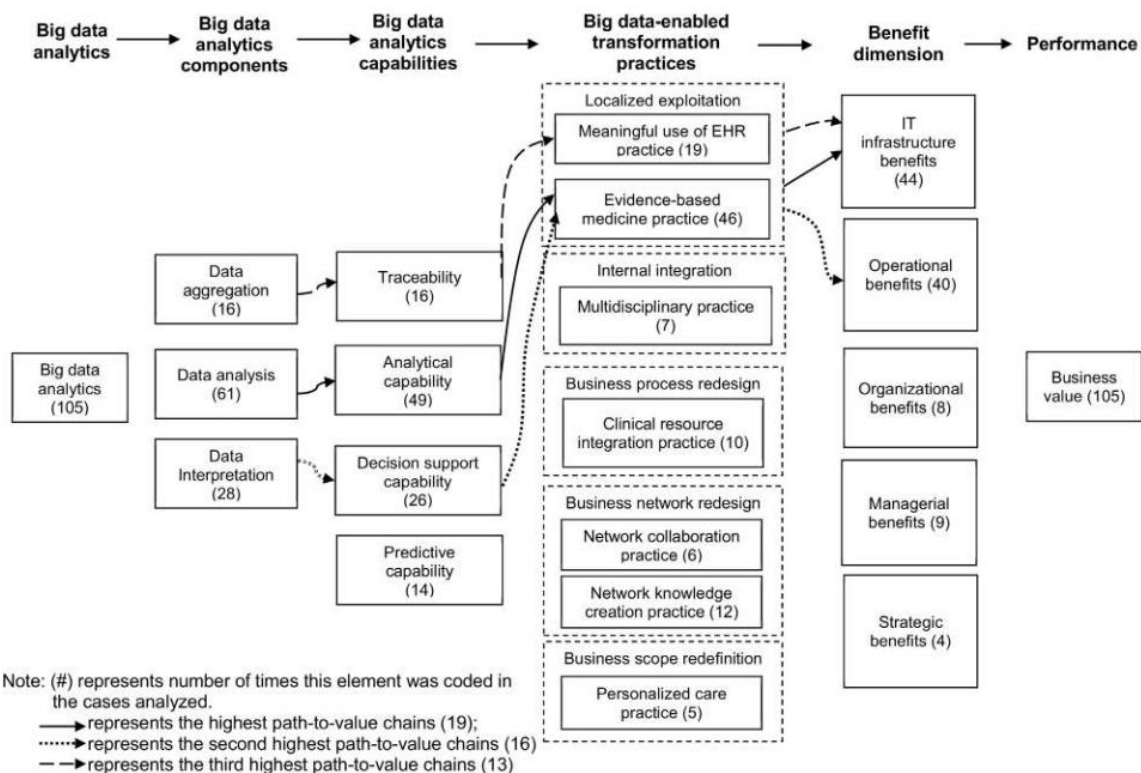 Big data
analytics
Big data
analytics
components
Big data
analytics
capabilities
Big data-enabled
transformation
practices
Benefit
dimension
Performance
Big data
analytics
(105)
Data
aggregation
(16)
Data analysis
(61)
Data
Interpretation
(28)
Traceability
(16)
Analytical
capability
(49)
Decision support
capability
(26)
Predictive
capability
(14)
Localized exploitation
Meaningful use of EHR
practice (19)
Evidence-based
medicine practice (46)
Internal integration
Multidisciplinary practice
(7)
Business process redesign
Clinical resource
integration practice (10)
Business network redesign
Network collaboration
practice (6)
Network knowledge
creation practice (12)
Business scope redefinition
Personalized care
practice (5)
IT
infrastructure
benefits
(44)
Operational
benefits
(40)
Organizational
benefits (8)
Managerial
benefits (9)
Strategic
benefits (4)
Business
value (105)
Note: (#) represents number of times this element was coded in
the cases analyzed.
represents the highest path-to-value chains (19);
represents the second highest path-to-value chains (16)
represents the third highest path-to-value chains (13)